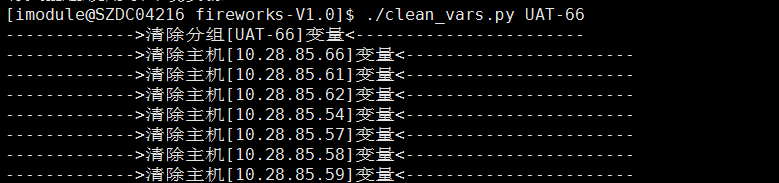 [imodule@SZDC04216 fireworks-V1.0]$ ./clean_vars.py UAT-66
------------->清除分组[UAT-66]变量<----------------------
------------->清除主机[10.28.85.66]变量<-----------------------
------------->清除主机[10.28.85.61]变量<-----------------------
------------->清除主机[10.28.85.62]变量<-----------------------
------------->清除主机[10.28.85.54]变量<-----------------------
------------->清除主机[10.28.85.57]变量<-----------------------
------------->清除主机[10.28.85.58]变量<-----------------------
------------->清除主机[10.28.85.59]变量<-----------------------